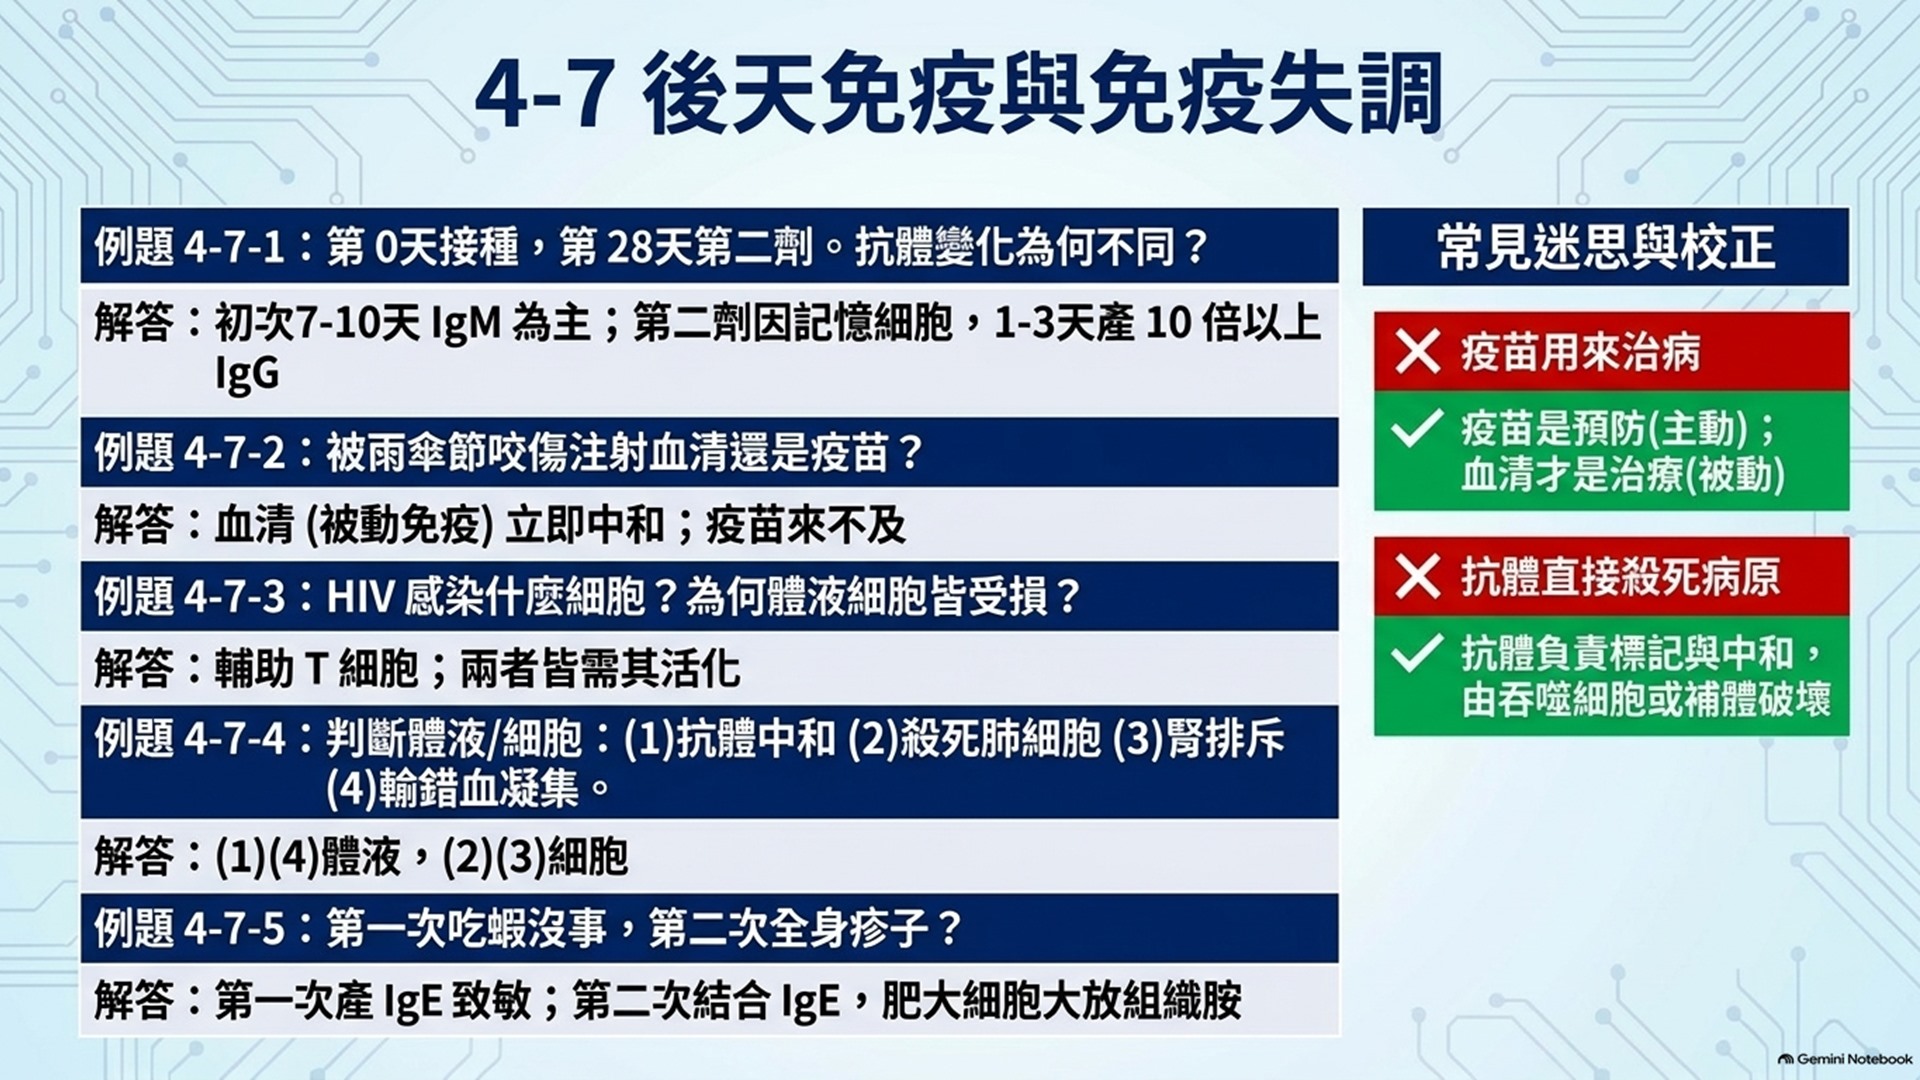 4-7 後天免疫與免疫失調
例題 4-7-1：第 0天接種，第 28天第二劑。抗體變化為何不同？
解答：初次7-10天 IgM 為主；第二劑因記憶細胞，1-3天產 10 倍以上
IgG
例題 4-7-2：被雨傘節咬傷注射血清還是疫苗？
解答：血清 (被動免疫) 立即中和；疫苗來不及
例題 4-7-3：HIV 感染什麼細胞？為何體液細胞皆受損？
解答：輔助 T 細胞；兩者皆需其活化
例題 4-7-4：判斷體液/細胞：(1)抗體中和 (2)殺死肺細胞 (3)腎排斥
(4)輸錯血凝集。
解答：(1)(4)體液，(2)(3)細胞
例題 4-7-5：第一次吃蝦沒事，第二次全身疹子？
解答：第一次產 IgE 致敏；第二次結合 IgE，肥大細胞大放組織胺
常見迷思與校正
疫苗用來治病
疫苗是預防(主動)；
血清才是治療(被動)
抗體直接殺死病原
抗體負責標記與中和，
由吞噬細胞或補體破壞
Gemini Notebook